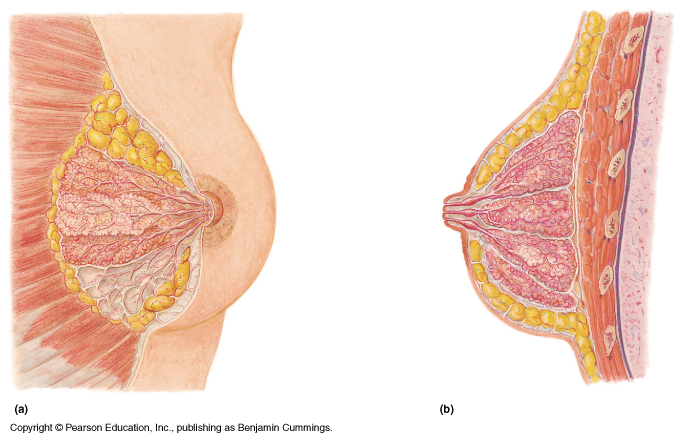 (a)
(b)
Copyright © Pearson Education, Inc., publishing as Benjamin Cummings.